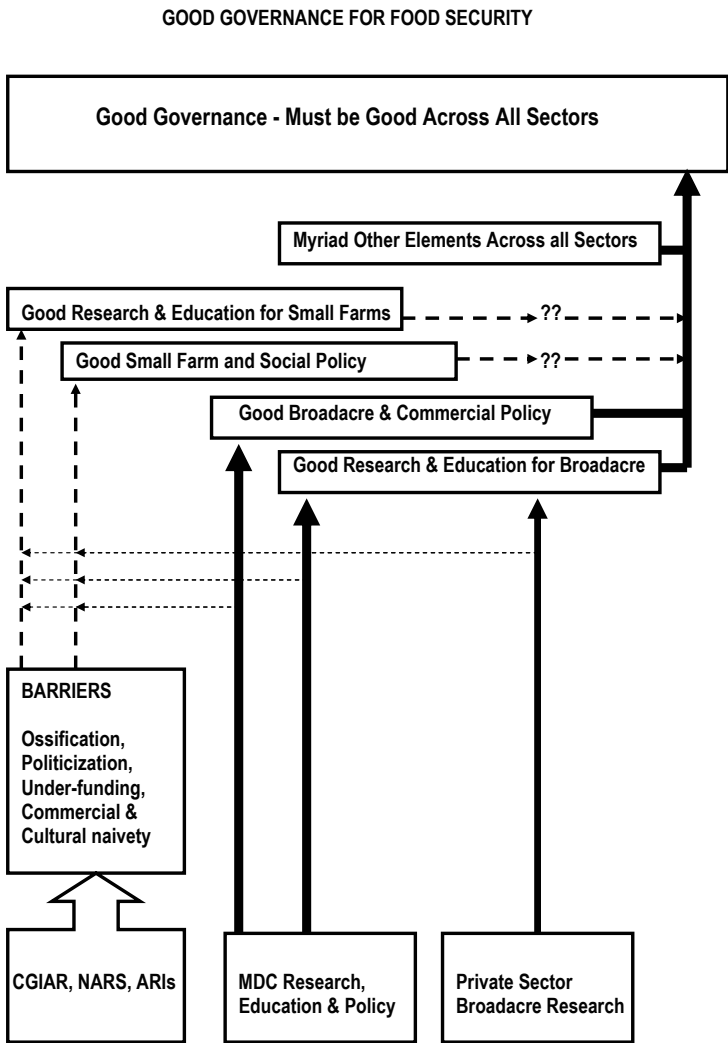 GOOD GOVERNANCE FOR FOOD SECURITY
Good Governance - Must be Good Across All Sectors
Myriad Other Elements Across all Sectors
Good Research & Education for Small Farms
??
Good Small Farm and Social Policy
??
Good Broadacre & Commercial Policy
Good Research & Education for Broadacre
BARRIERS
Ossification,
Politicization,
Under-funding,
Commercial &
Cultural naivety
CGIAR, NARS, ARIs
MDC Research,
Education & Policy
Private Sector
Broadacre Research